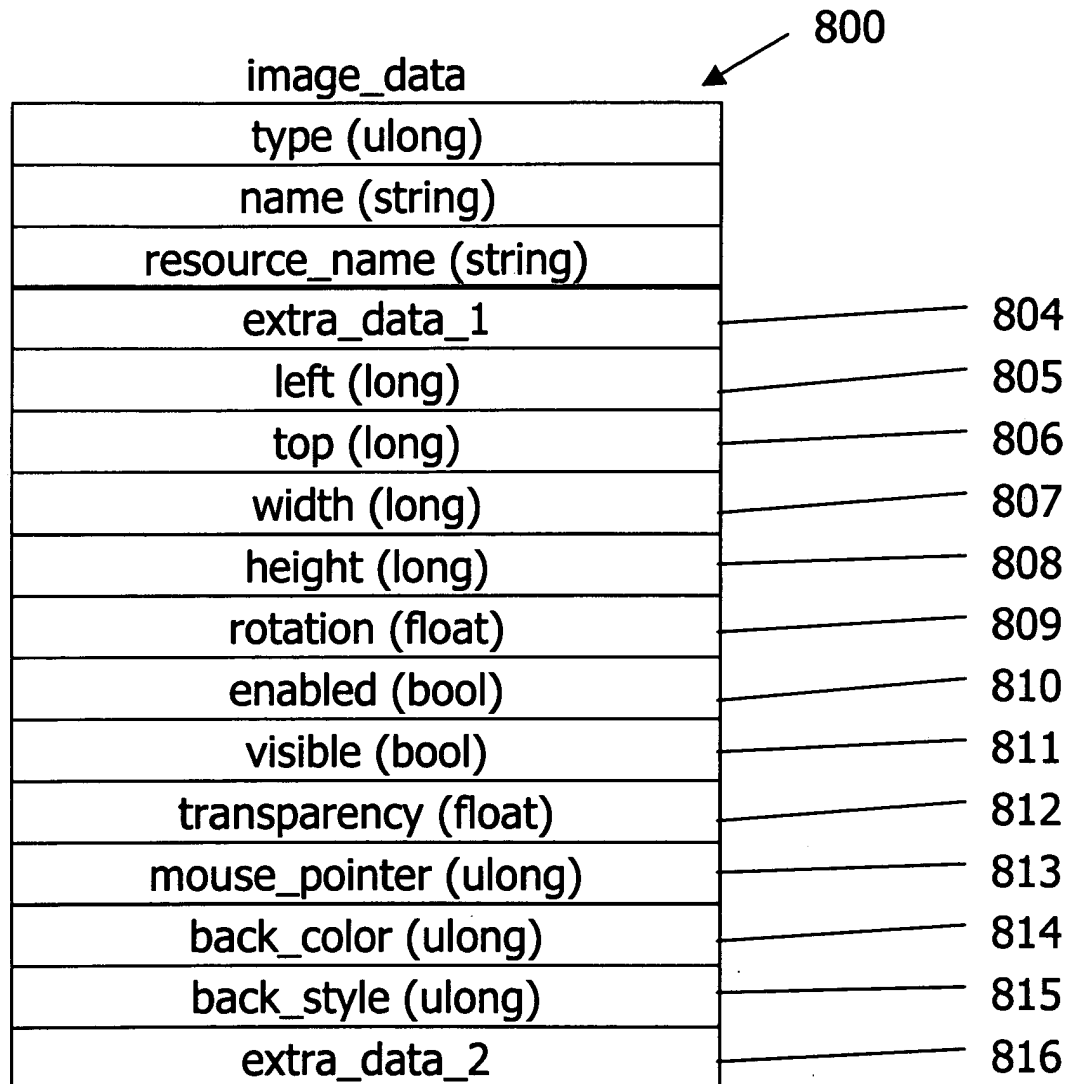 800
image_data
type (ulong)
name (string)
resource_name (string)
extra_data_1 804
left (long) 805
top (long) 806
width (long) 807
height (long) 808
rotation (float) 809
enabled (bool) 810
visible (bool) 811
transparency (float) 812
mouse_pointer (ulong) 813
back_color (ulong) 814
back_style (ulong) 815
extra_data_2 816